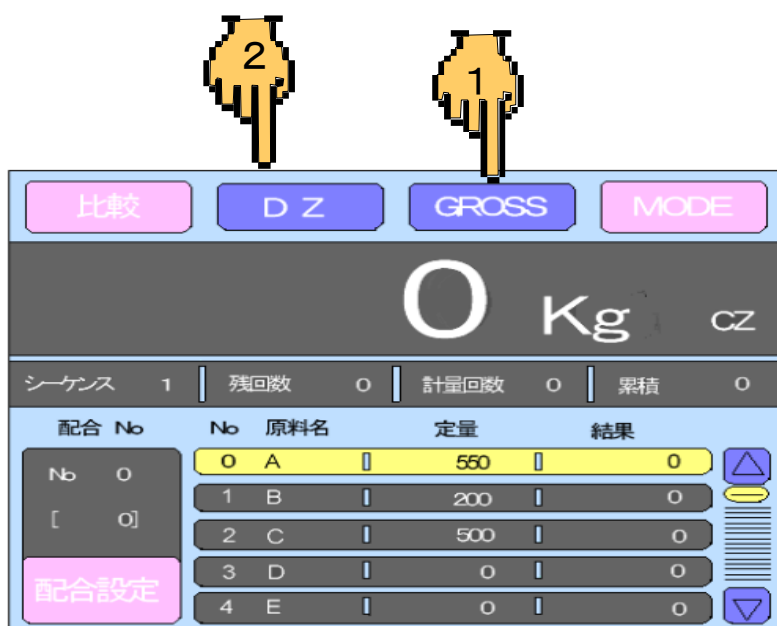 2 1
比較 D Z GROSS MODE
0 Kg CZ
シーケンス 1 残回数 0 計量回数 0 累積 0
配合 No No 原料名 定量 結果
No 0
[ 0]
配合設定
0 A 550 0
1 B 200 0
2 C 500 0
3 D 0 0
4 E 0 0